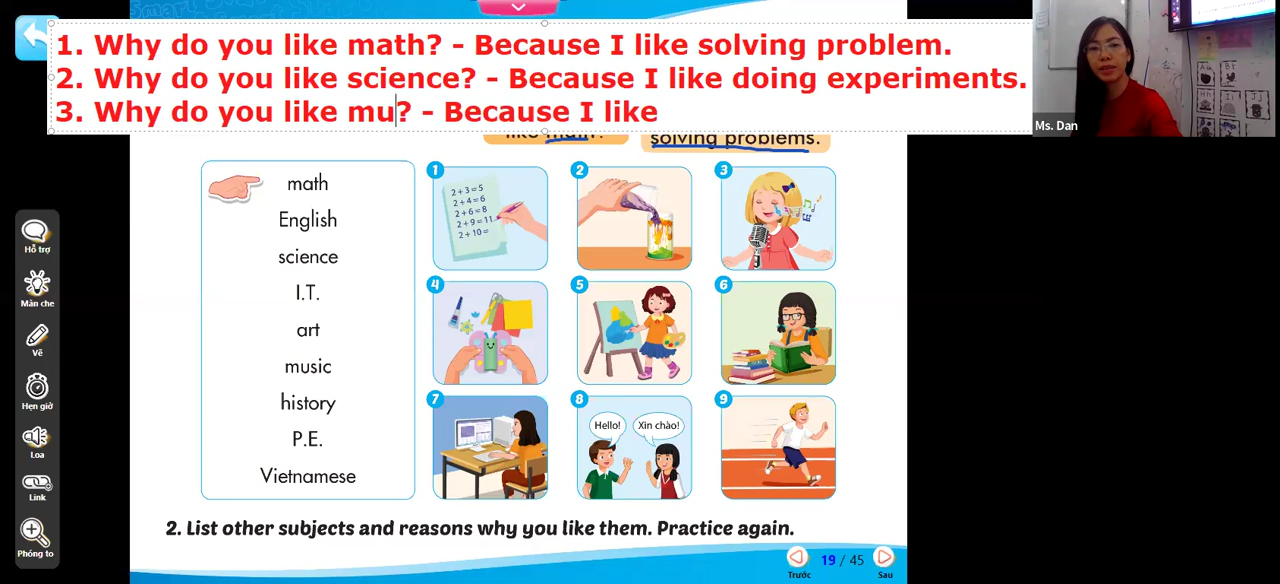 1. Why do you like math? - Because I like solving problem.
2. Why do you like science? - Because I like doing experiments.
3. Why do you like mu? - Because I like
Ms. Dan
like math?
solving problems.
math
English
science
I.T.
art
music
history
P.E.
Vietnamese
1
2+3=5
2+4=6
2+6=8
2+9=11
2+10=
2
3
4
5
6
7
8
Hello!
Xin chào!
9
2. List other subjects and reasons why you like them. Practice again.
Hỗ trợ
Màn che
Vẽ
Hẹn giờ
Loa
Link
Phóng to
Trước
19 / 45
Sau